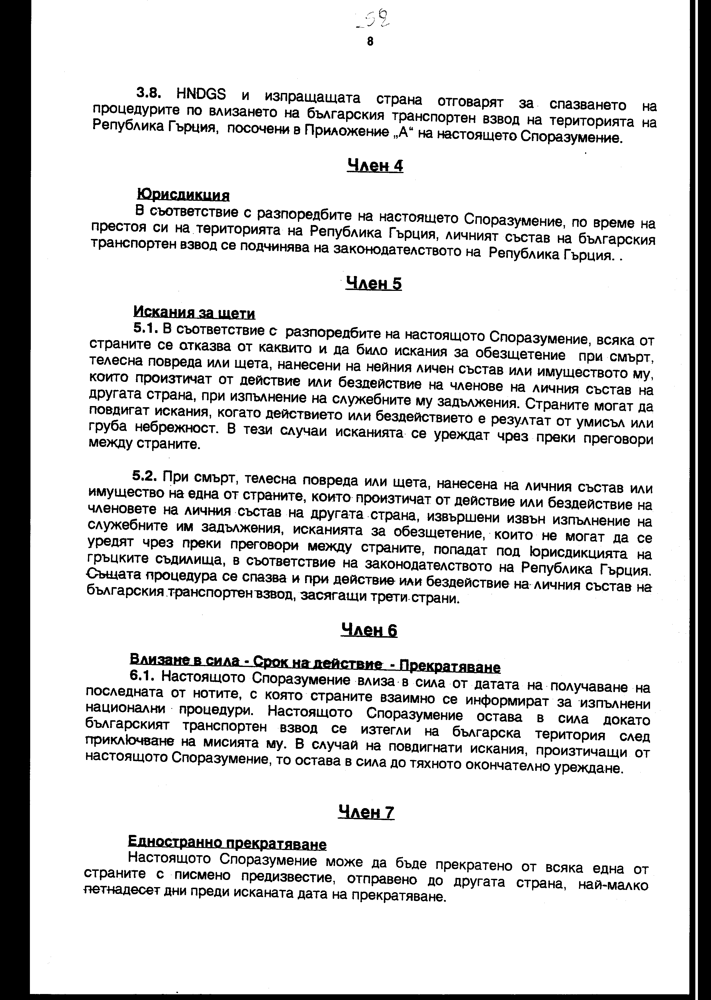 8
3.8. HNDGS и изпращащата страна отговарят за спазването на
процедурите по влизането на българския транспортен взвод на територията на
Република Гърция, посочени в Приложение „А“ на настоящето Споразумение.
Член 4
Юрисдикция
В съответствие с разпоредбите на настоящето Споразумение, по време на
престоя си на територията на Република Гърция, личният състав на българския
транспортен взвод се подчинява на законодателството на Република Гърция. .
Член 5
Искания за щети
5.1. В съответствие с разпоредбите на настоящото Споразумение, всяка от
страните се отказва от каквито и да било искания за обезщетение при смърт,
телесна повреда или щета, нанесени на нейния личен състав или имуществото му,
които произтичат от действие или бездействие на членове на личния състав на
другата страна, при изпълнение на служебните му задължения. Страните могат да
повдигат искания, когато действието или бездействието е резултат от умисъл или
груба небрежност. В тези случаи исканията се уреждат чрез преки преговори
между страните.
5.2. При смърт, телесна повреда или щета, нанесена на личния състав или
имущество на една от страните, които произтичат от действие или бездействие на
членовете на личния състав на другата страна, извършени извън изпълнение на
служебните им задължения, исканията за обезщетение, които не могат да се
уредят чрез преки преговори между страните, попадат под юрисдикцията на
гръцките съдилища, в съответствие на законодателството на Република Гърция.
Същата процедура се спазва и при действие или бездействие на личния състав на
българския транспортен взвод, засягащи трети страни.
Член 6
Влизане в сила - Срок на действие - Прекратяване
6.1. Настоящото Споразумение влиза в сила от датата на получаване на
последната от нотите, с която страните взаимно се информират за изпълнени
национални процедури. Настоящото Споразумение остава в сила докато
българският транспортен взвод се изтегли на българска територия след
приключване на мисията му. В случай на повдигнати искания, произтичащи от
настоящото Споразумение, то остава в сила до тяхното окончателно уреждане.
Член 7
Едностранно прекратяване
Настоящото Споразумение може да бъде прекратено от всяка една от
страните с писмено предизвестие, отправено до другата страна, най-малко
петнадесет дни преди исканата дата на прекратяване.